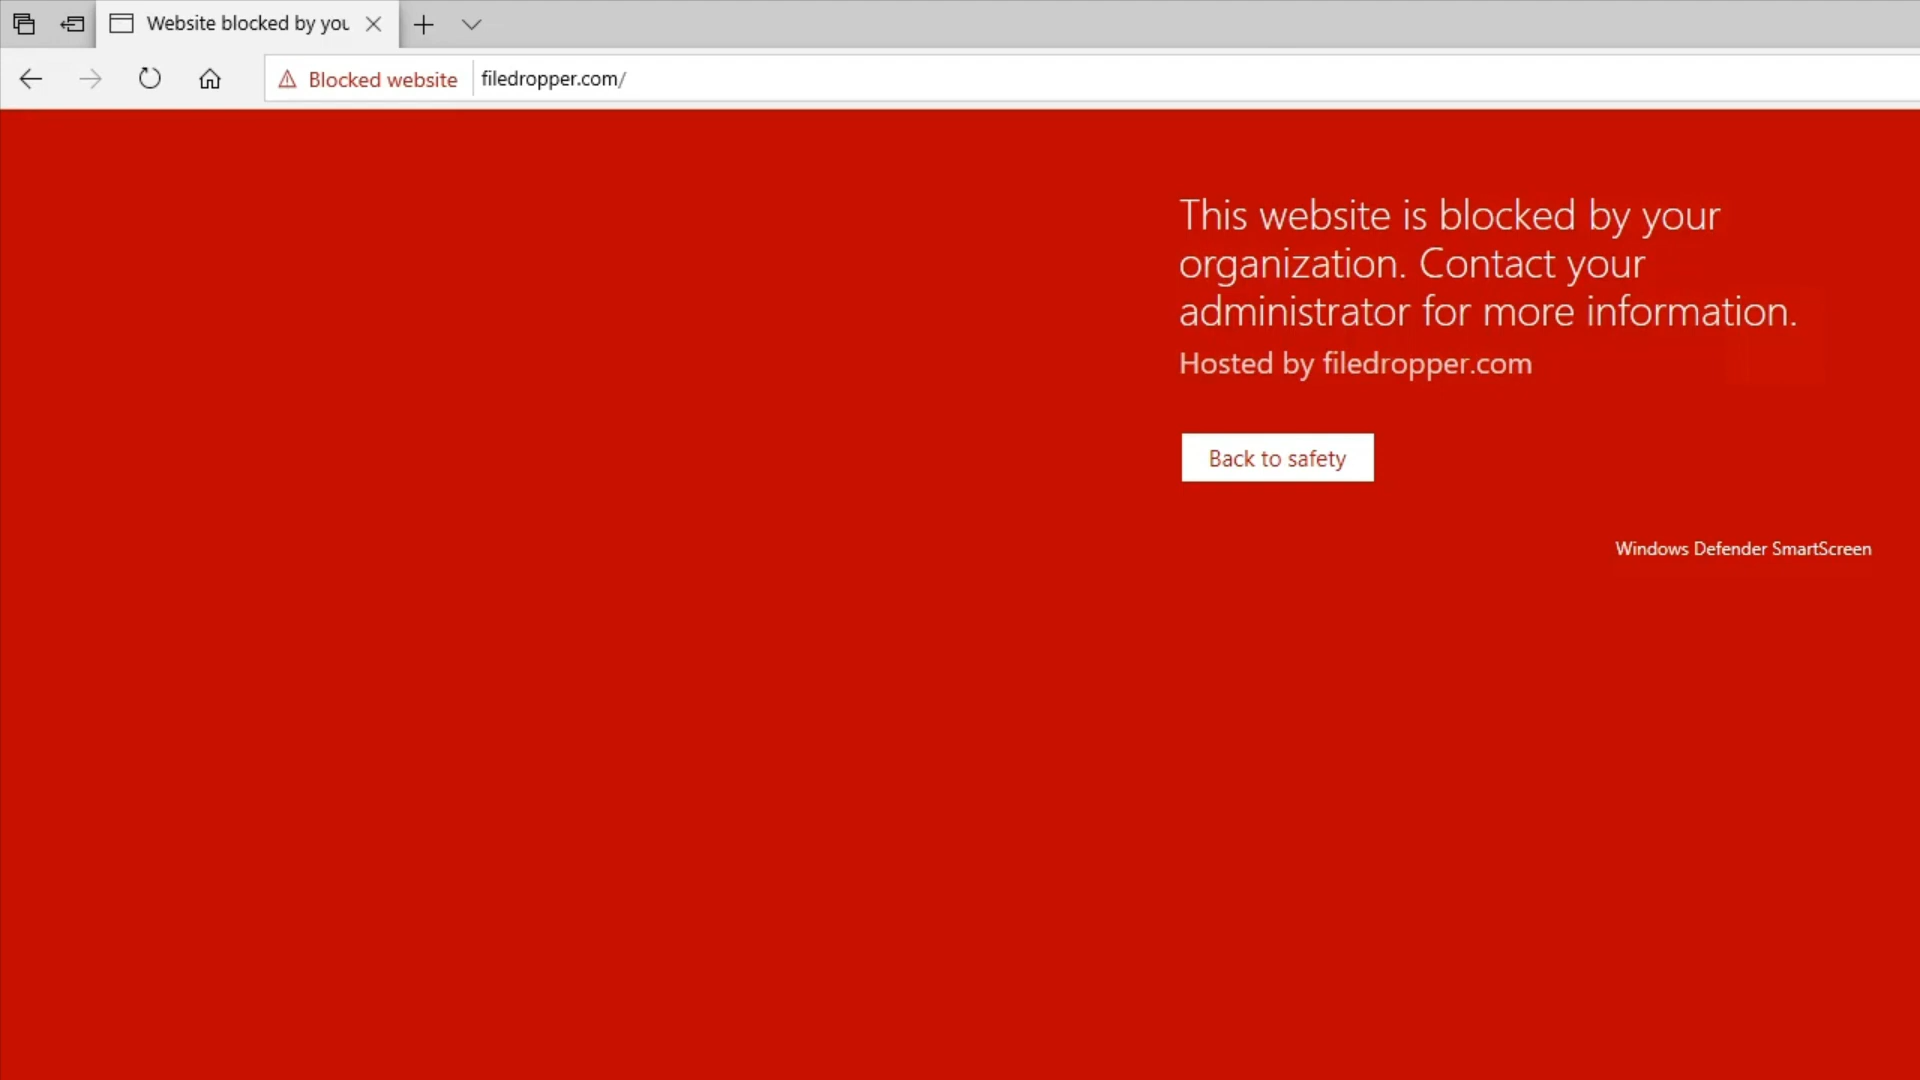 Website blocked by you
Blocked website filedropper.com/
This website is blocked by your
organization. Contact your
administrator for more information.
Hosted by filedropper.com
Back to safety
Windows Defender SmartScreen